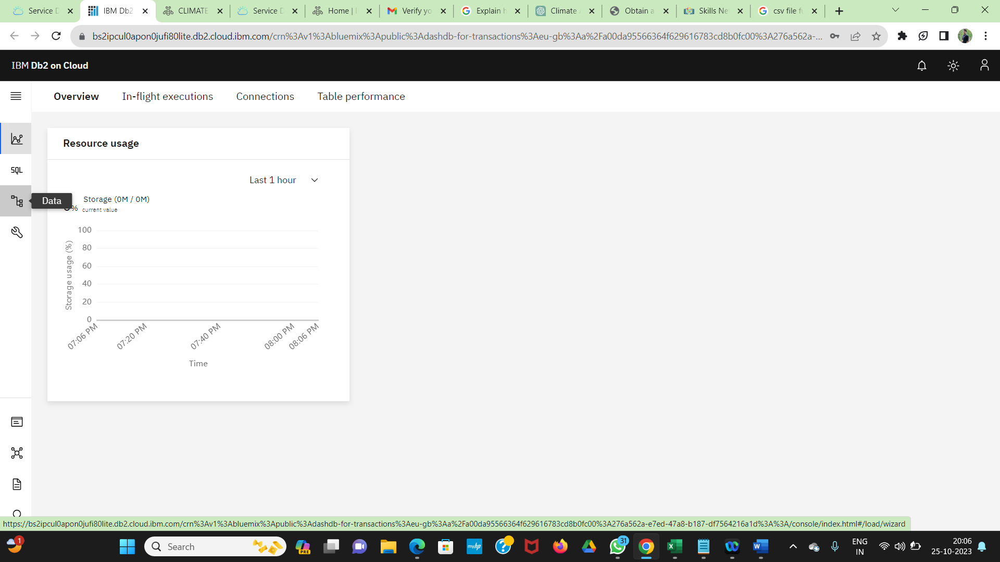 Service D
IBM Db2
CLIMATE
Service D
Home | I
Verify yo
Explain h
Climate A
Obtain a
Skills Ne
csv file fu
bs2ipcul0apon0jufi80lite.db2.cloud.ibm.com/crn%3Av1%3Abluemix%3Apublic%3Adashdb-for-transactions%3Aeu-gb%3Aa%2Fa00da95566364f629616783cd8b0fc00%3A276a562a-...
IBM Db2 on Cloud
Overview
In-flight executions
Connections
Table performance
Resource usage
SQL
Last 1 hour
Data
Storage (0M / 0M)
%
current value
100
80
60
40
20
0
Storage usage (%)
07:06 PM
07:20 PM
07:40 PM
08:00 PM
08:06 PM
Time
https://bs2ipcul0apon0jufi80lite.db2.cloud.ibm.com/crn%3Av1%3Abluemix%3Apublic%3Adashdb-for-transactions%3Aeu-gb%3Aa%2Fa00da95566364f629616783cd8b0fc00%3A276a562a-e7ed-47a8-b187-df7564216a1d%3A%3A/console/index.html#/load/wizard
1
Search
PRE
myhp
31
ENG
IN
20:06
25-10-2023